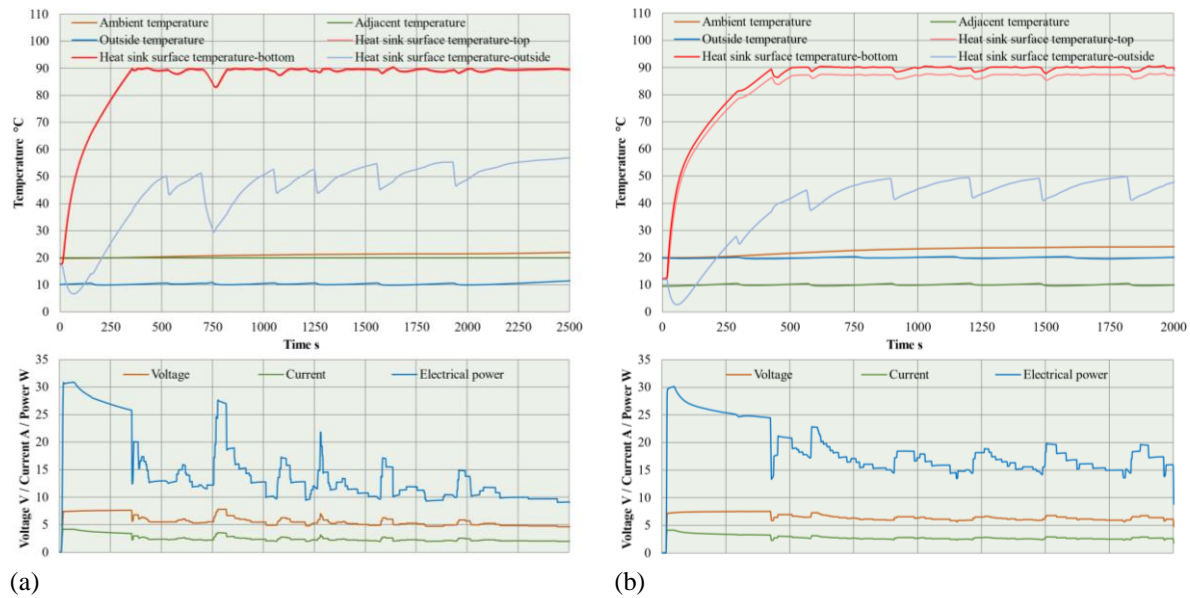 110
100
90
80
70
60
50
40
30
20
10
0
Temperature °C
Ambient temperature
Adjacent temperature
Outside temperature
Heat sink surface temperature-top
Heat sink surface temperature-bottom
Heat sink surface temperature-outside
0 250 500 750 1000 1250 1500 1750 2000 2250 2500
Time s
35
30
25
20
15
10
5
0
Voltage V / Current A / Power W
Voltage Current Electrical power
(a)
110
100
90
80
70
60
50
40
30
20
10
0
Temperature °C
Ambient temperature
Adjacent temperature
Outside temperature
Heat sink surface temperature-top
Heat sink surface temperature-bottom
Heat sink surface temperature-outside
0 250 500 750 1000 1250 1500 1750 2000
Time s
35
30
25
20
15
10
5
0
Voltage V / Current A / Power W
Voltage Current Electrical power
(b)